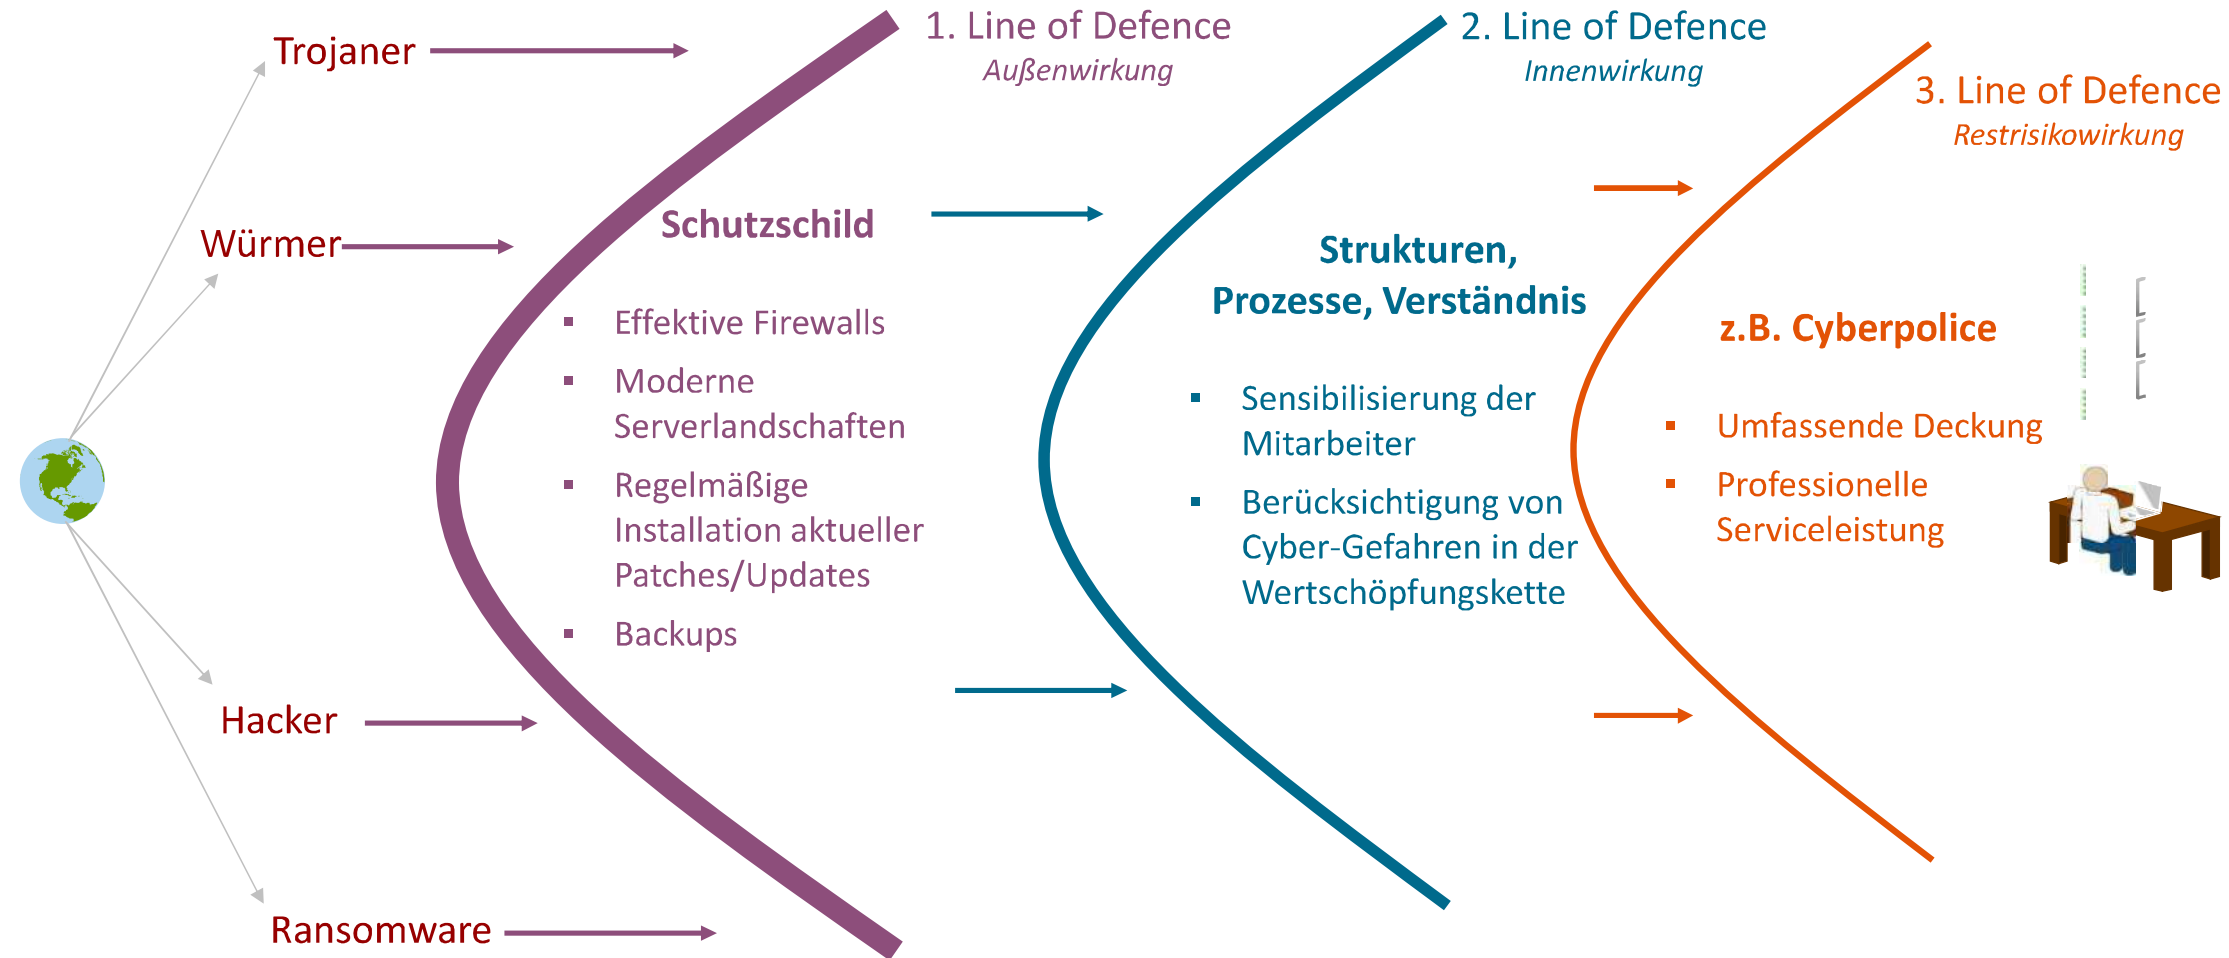 Trojaner
Würmer
Hacker
Ransomware
1. Line of Defence
Außenwirkung
Schutzschild
▪ Effektive Firewalls
▪ Moderne
Serverlandschaften
▪ Regelmäßige
Installation aktueller
Patches/Updates
▪ Backups
2. Line of Defence
Innenwirkung
Strukturen,
Prozesse, Verständnis
▪ Sensibilisierung der
Mitarbeiter
▪ Berücksichtigung von
Cyber-Gefahren in der
Wertschöpfungskette
3. Line of Defence
Restrisikowirkung
z.B. Cyberpolice
▪ Umfassende Deckung
▪ Professionelle
Serviceleistung